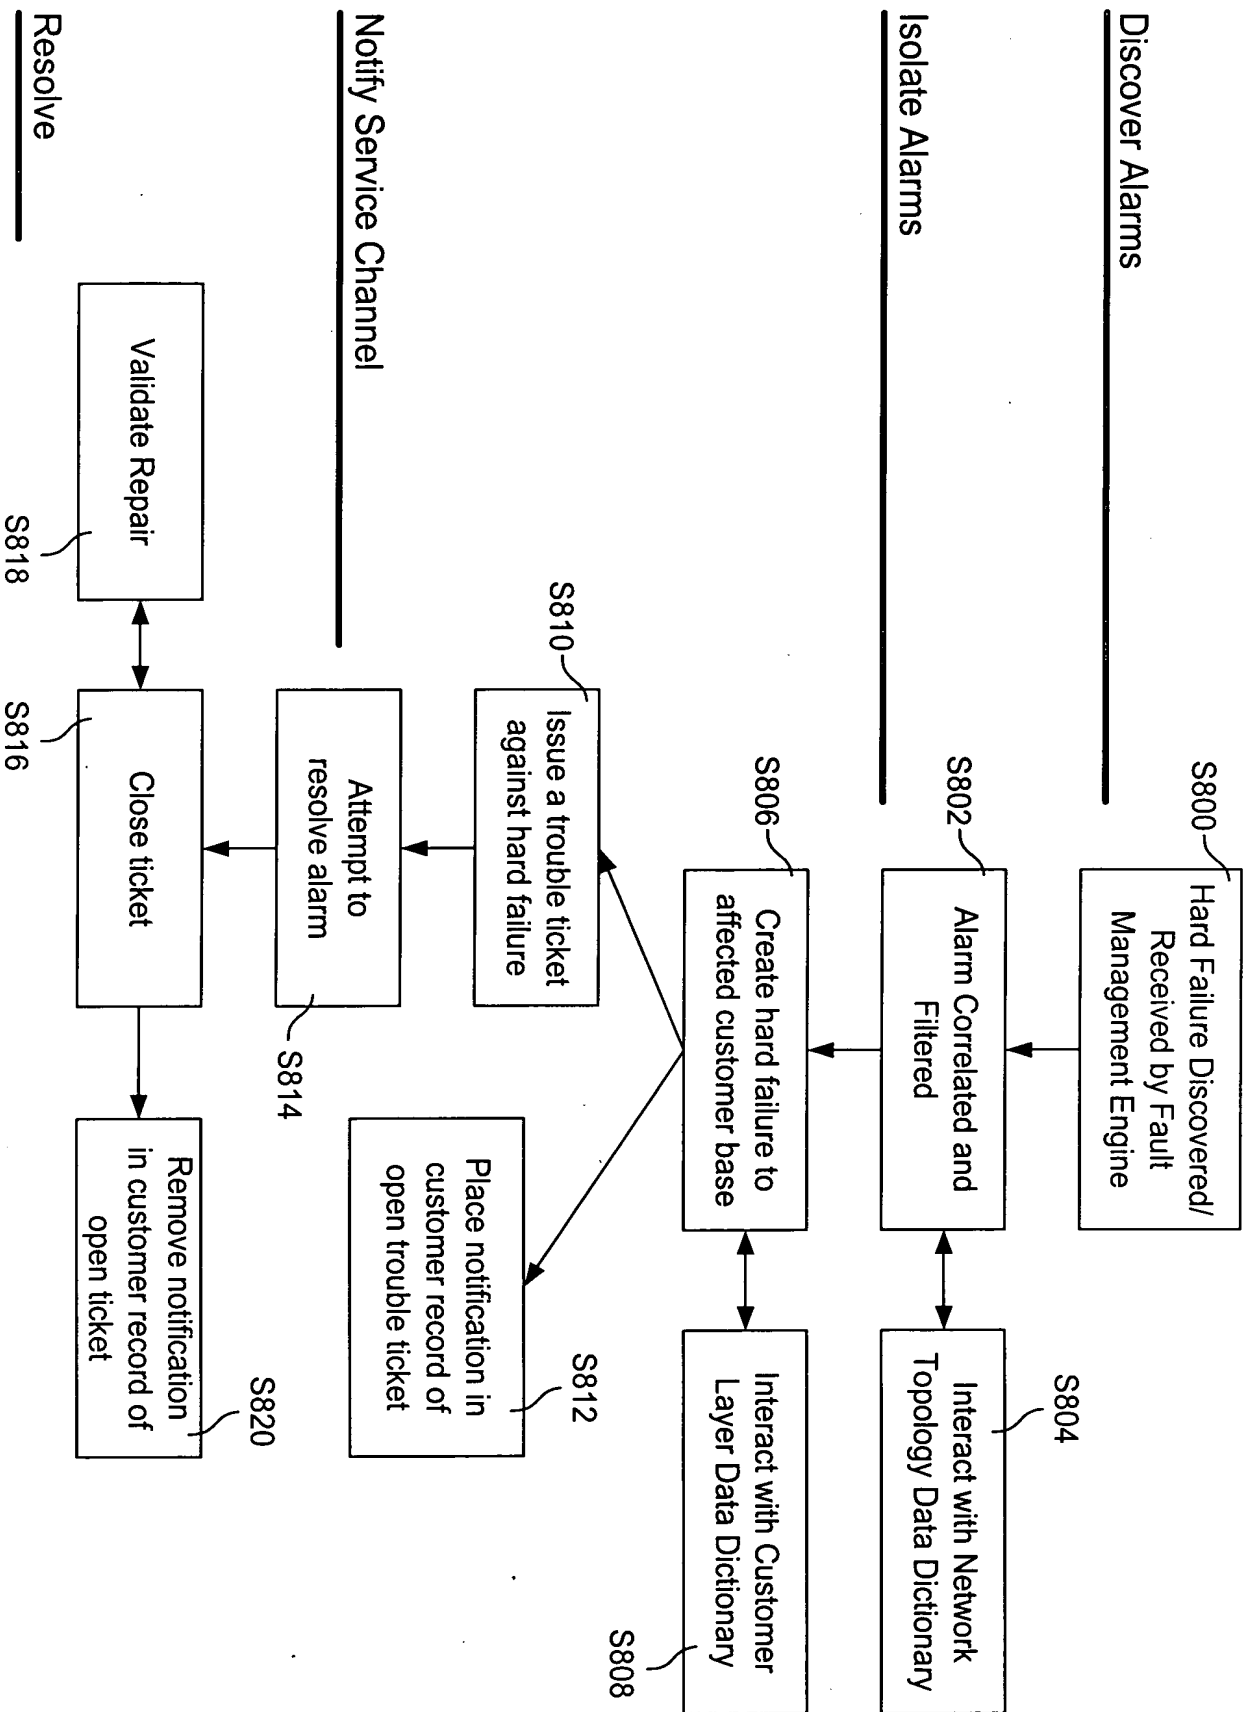 Discover Alarms
S800
Hard Failure Discovered/
Received by Fault
Management Engine
Isolate Alarms
S802
Alarm Correlated and
Filtered
S804
Interact with Network
Topology Data Dictionary
S806
Create hard failure to
affected customer base
Interact with Customer
Layer Data Dictionary
S808
S810
Issue a trouble ticket
against hard failure
S812
Place notification in
customer record of
open trouble ticket
Notify Service Channel
Attempt to
resolve alarm
S814
Validate Repair
S818
Close ticket
S816
S820
Remove notification
in customer record of
open ticket
Resolve